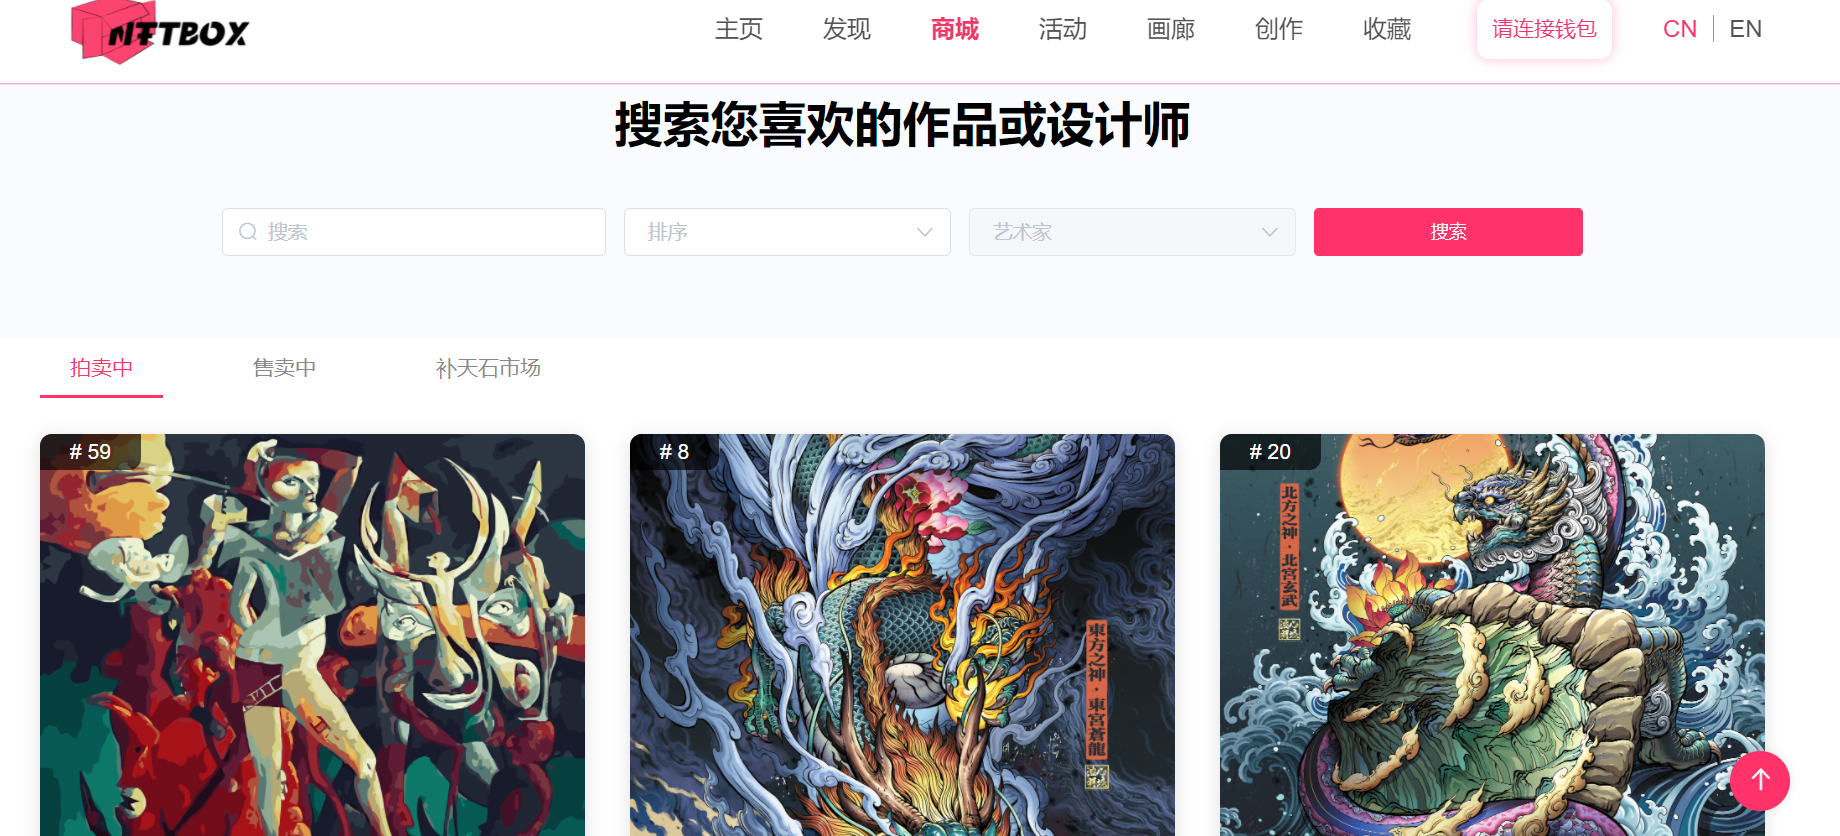 NFTBOX
主页 发现 商城 活动 画廊 创作 收藏 请连接钱包 CN EN
搜索您喜欢的作品或设计师
搜索 排序 艺术家 搜索
拍卖中 售卖中 补天石市场
# 59
# 8
# 20
北方之神·北宫玄武
東方之神·東宮蒼龍